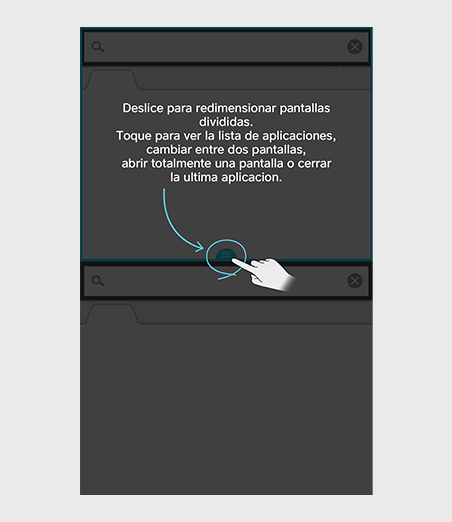 Deslice para redimensionar pantallas
divididas.
Toque para ver la lista de aplicaciones,
cambiar entre dos pantallas,
abrir totalmente una pantalla o cerrar
la ultima aplicacion.